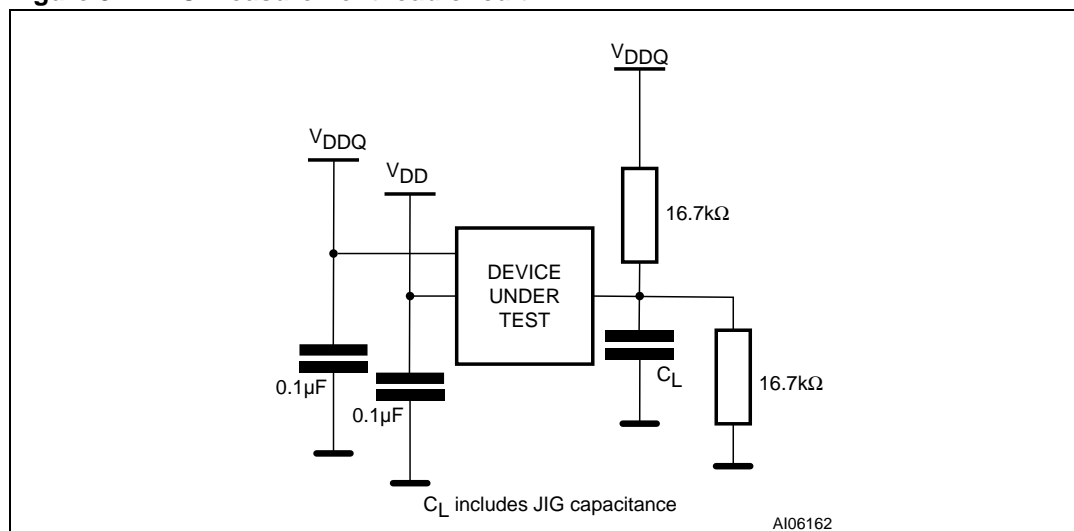 VDDQ
VDDQ
VDD
16.7kΩ
DEVICE
UNDER
TEST
0.1µF
0.1µF
CL
16.7kΩ
CL includes JIG capacitance
AI06162